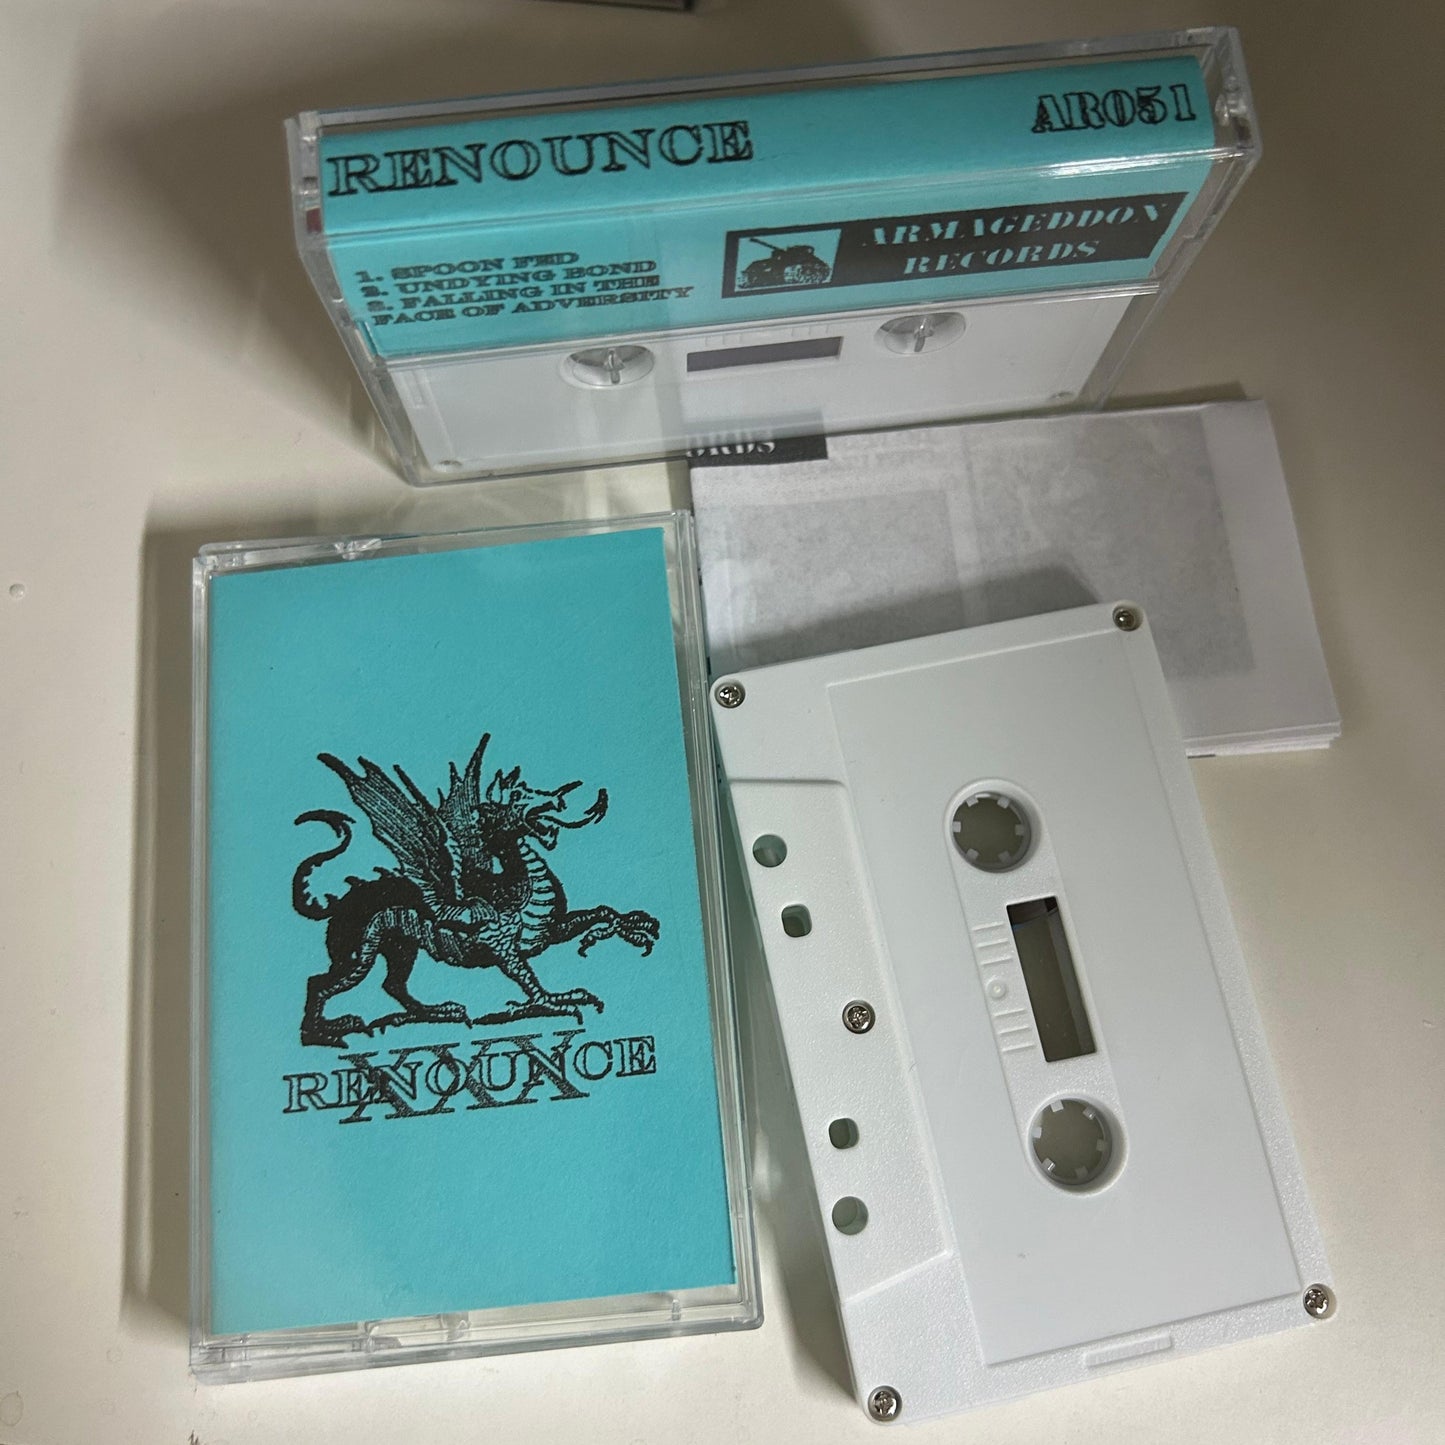 RENOUNCE
AR051
1. SPOON FED
2. UNDYING BOND
3. FALLING IN THE
FACE OF ADVERSITY
ARMAGEDDON
RECORDS
ORDS
XXX
RENOUNCE